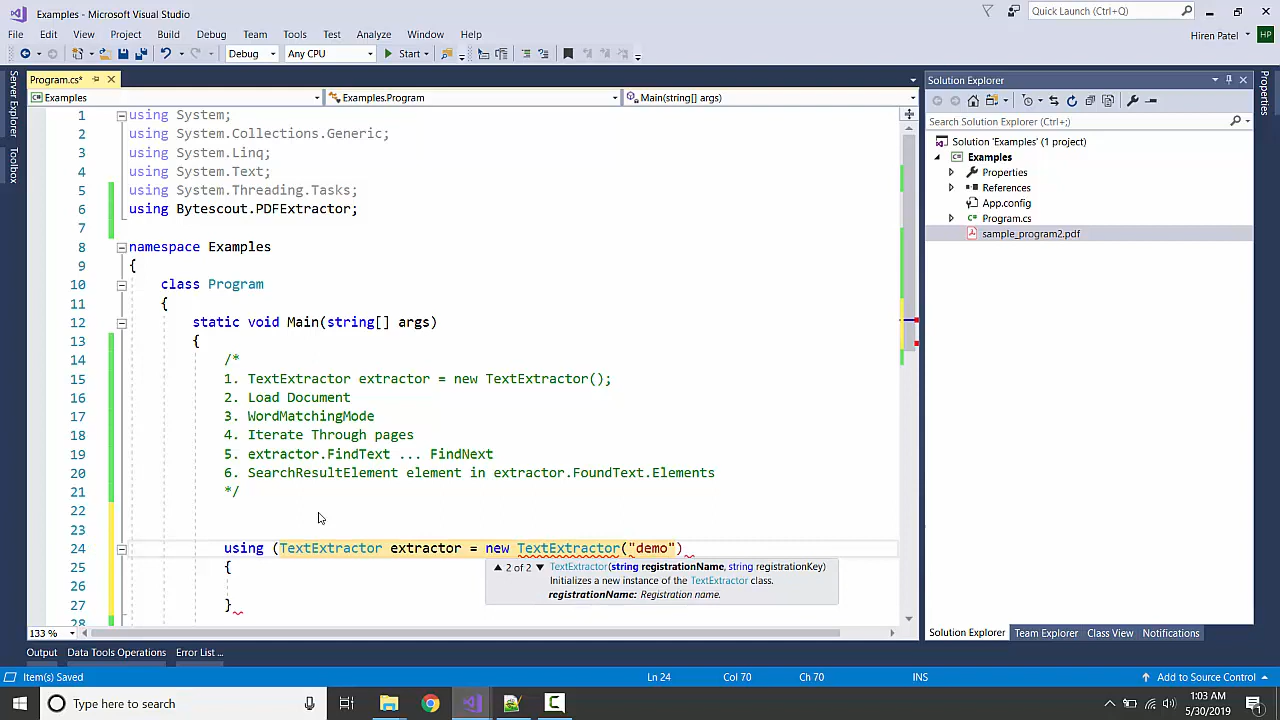 Examples - Microsoft Visual Studio
Quick Launch (Ctrl+Q)
File Edit View Project Build Debug Team Tools Test Analyze Window Help
Hiren Patel HP
Debug Any CPU Start
Server Explorer
Toolbox
Program.cs*
Examples Examples.Program Main(string[] args)
1 using System;
2 using System.Collections.Generic;
3 using System.Linq;
4 using System.Text;
5 using System.Threading.Tasks;
6 using Bytescout.PDFExtractor;
7
8 namespace Examples
9 {
10 class Program
11 {
12 static void Main(string[] args)
13 {
14 /*
15 1. TextExtractor extractor = new TextExtractor();
16 2. Load Document
17 3. WordMatchingMode
18 4. Iterate Through pages
19 5. extractor.FindText ... FindNext
20 6. SearchResultElement element in extractor.FoundText.Elements
21 */
22
23
24 using (TextExtractor extractor = new TextExtractor("demo")
25 {
26
27 }
28
2 of 2 TextExtractor(string registrationName, string registrationKey)
Initializes a new instance of the TextExtractor class.
registrationName: Registration name.
133 %
Solution Explorer
Search Solution Explorer (Ctrl+;)
Solution 'Examples' (1 project)
Examples
Properties
References
App.config
Program.cs
sample_program2.pdf
Solution Explorer Team Explorer Class View Notifications
Properties
Output Data Tools Operations Error List ...
Item(s) Saved Ln 24 Col 70 Ch 70 INS Add to Source Control
Type here to search
1:03 AM
5/30/2019
1